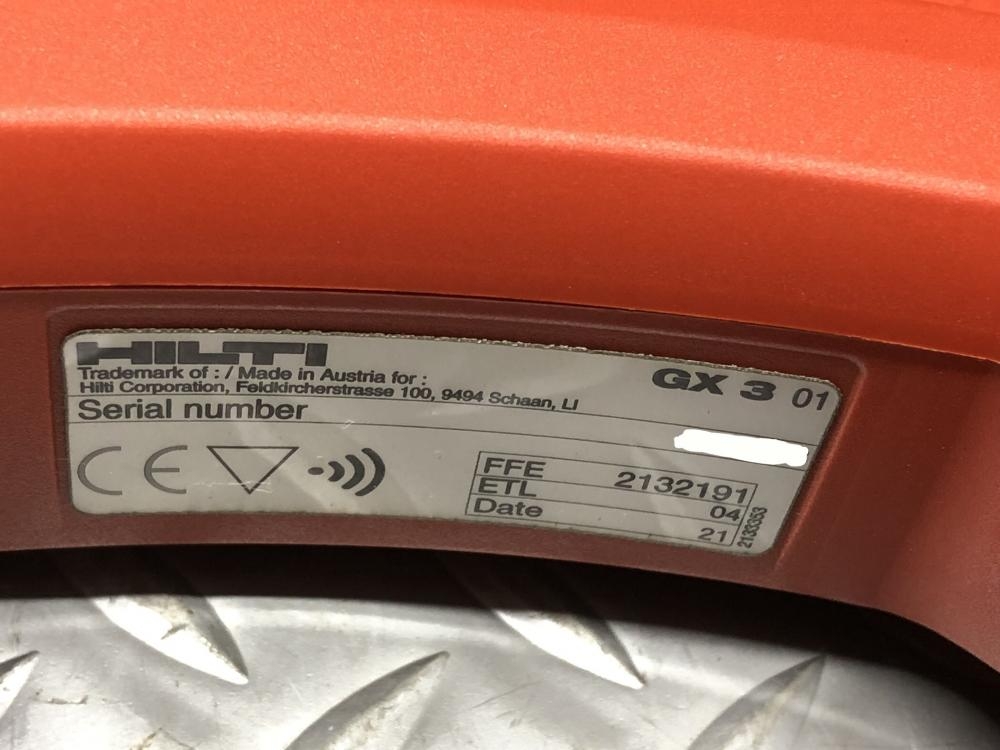 HILTI
Trademark of : / Made in Austria for :
Hilti Corporation, Feldkircherstrasse 100, 9494 Schaan, LI
GX 3 01
Serial number
CE
FFE 2132191
ETL 04
Date 21
2133353